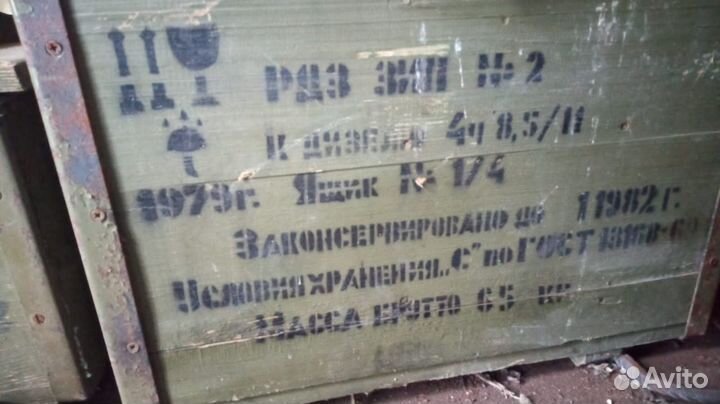 РДЗ ЗИП № 2
К ДИЗЕЛЮ 4Ч 8,5/11
1979г. ЯЩИК № 1/4
ЗАКОНСЕРВИРОВАНО ДО 1 1982г.
УСЛОВИЯ ХРАНЕНИЯ „С" ПО ГОСТ
МАССА БРУТТО 65 КГ
Avito